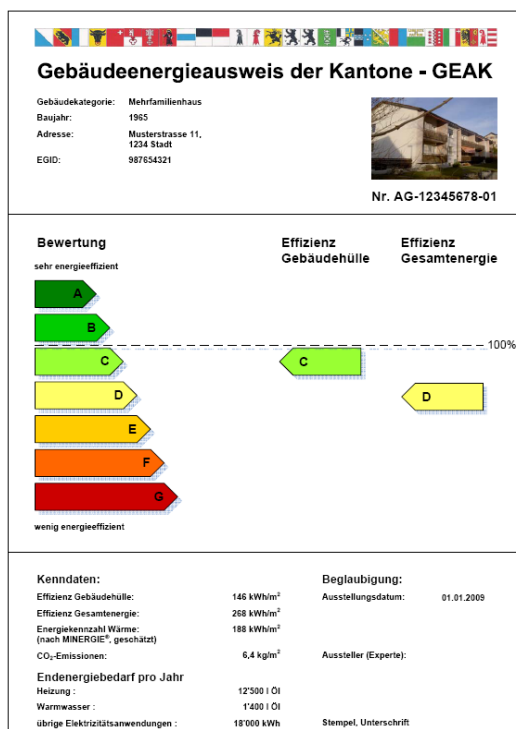 Gebäudeenergieausweis der Kantone - GEAK
Gebäudekategorie: Mehrfamilienhaus
Baujahr: 1965
Adresse: Musterstrasse 11,
1234 Stadt
EGID: 987654321
Nr. AG-12345678-01
Bewertung
Effizienz
Gebäudehülle
Effizienz
Gesamtenergie
sehr energieeffizient
A
B
100%
C
C
D
D
E
F
G
wenig energieeffizient
Kenndaten:
Beglaubigung:
Effizienz Gebäudehülle: 146 kWh/m²
Ausstellungsdatum: 01.01.2009
Effizienz Gesamtenergie: 268 kWh/m²
Energiekennzahl Wärme: 188 kWh/m²
(nach MINERGIE®, geschätzt)
CO₂-Emissionen: 6,4 kg/m²
Aussteller (Experte):
Endenergiebedarf pro Jahr
Heizung : 12'500 l Öl
Warmwasser : 1'400 l Öl
übrige Elektrizitätsanwendungen : 18'000 kWh
Stempel, Unterschrift